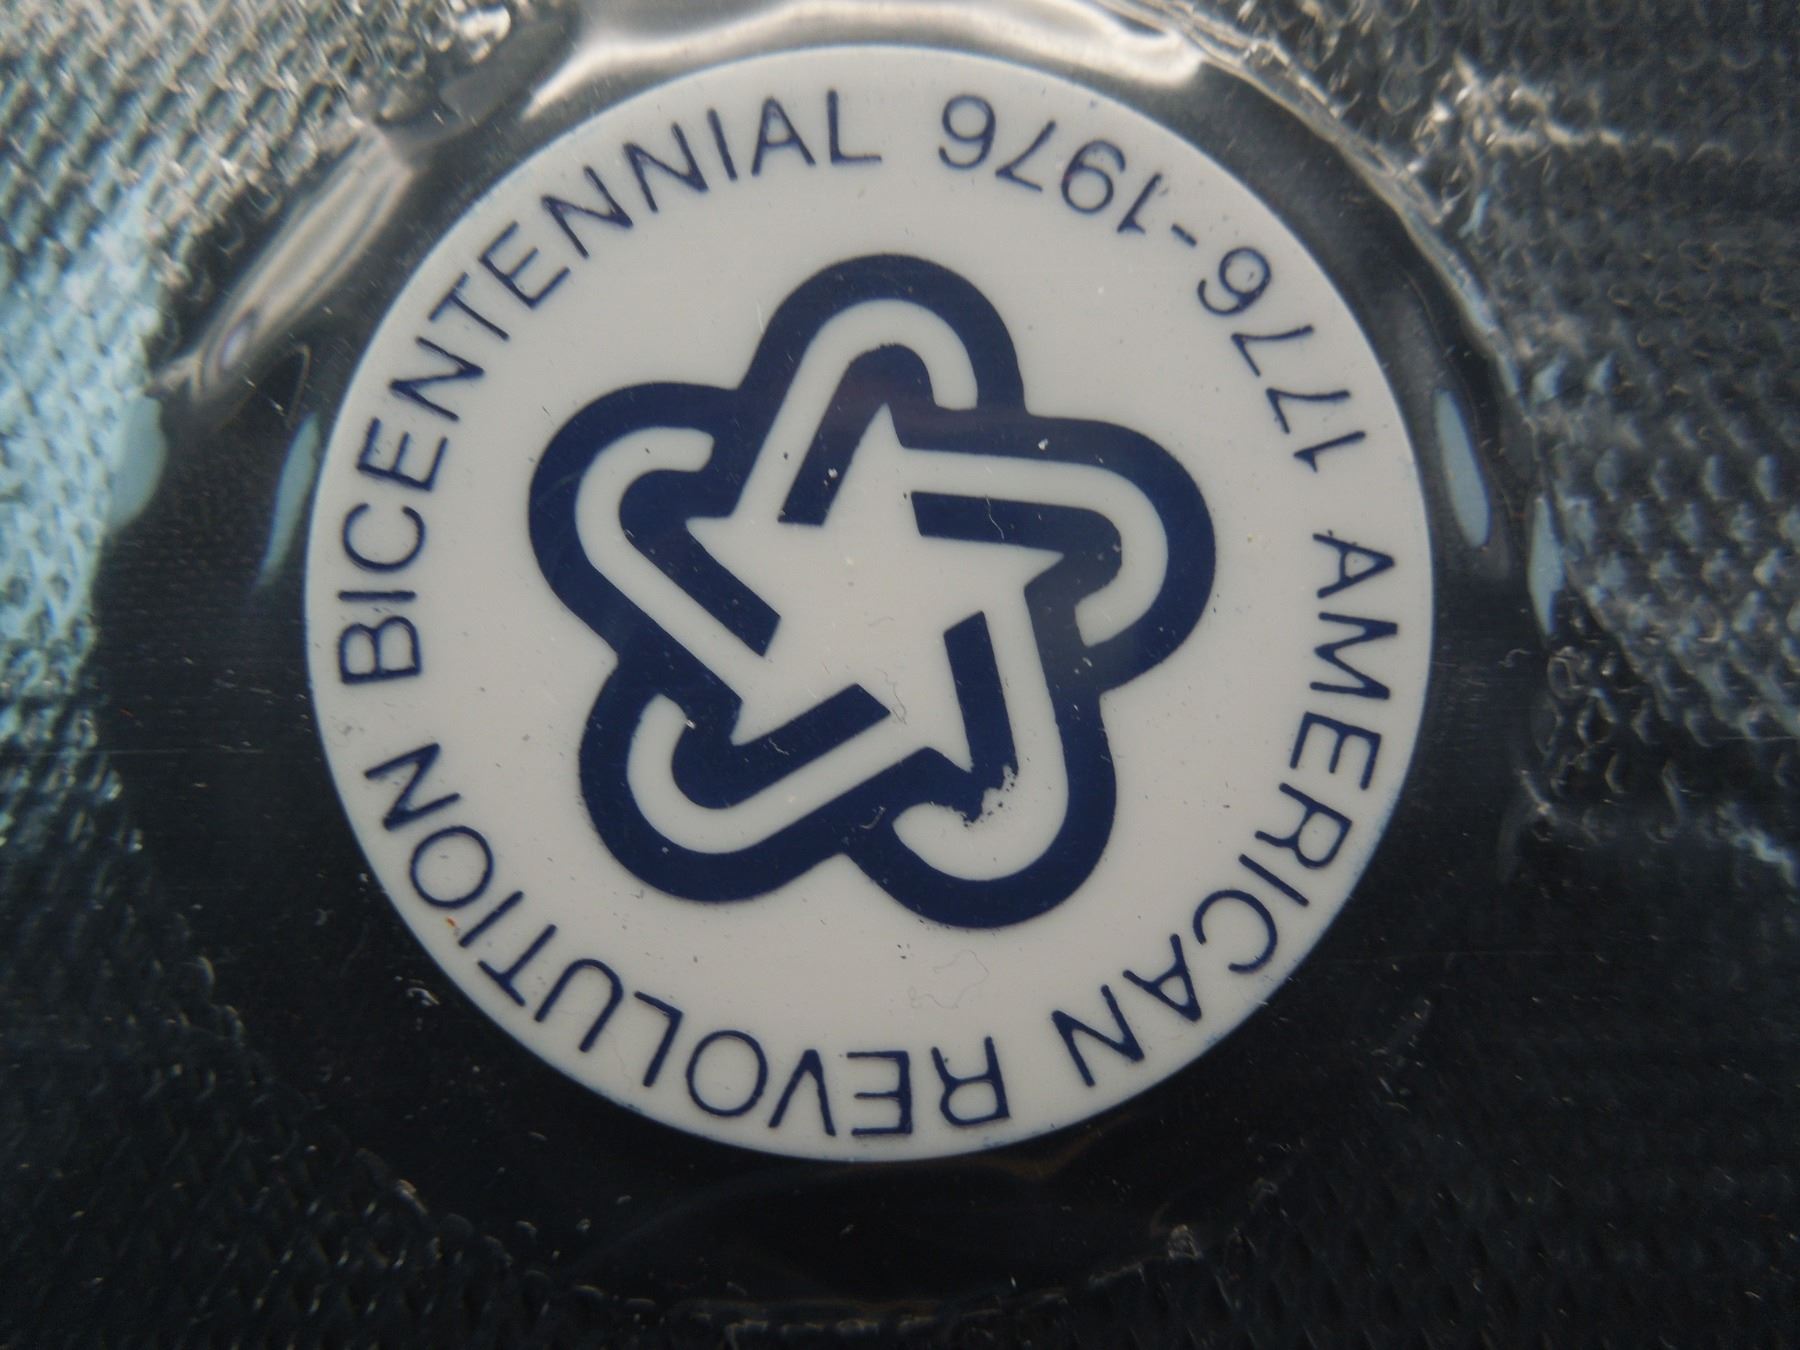 AMERICAN REVOLUTION BICENTENNIAL 1776-1976